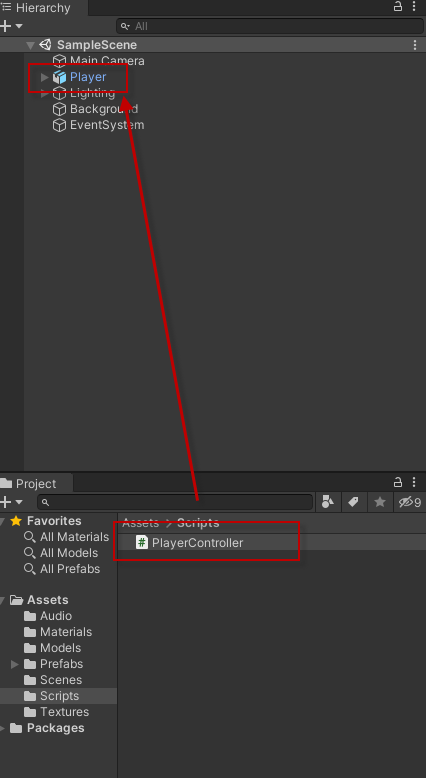 Hierarchy
All
SampleScene
Main Camera
Player
Lighting
Background
EventSystem
Project
9
Favorites
All Materials
All Models
All Prefabs
Assets
Audio
Materials
Models
Prefabs
Scenes
Scripts
Textures
Packages
Assets > Scripts
# PlayerController